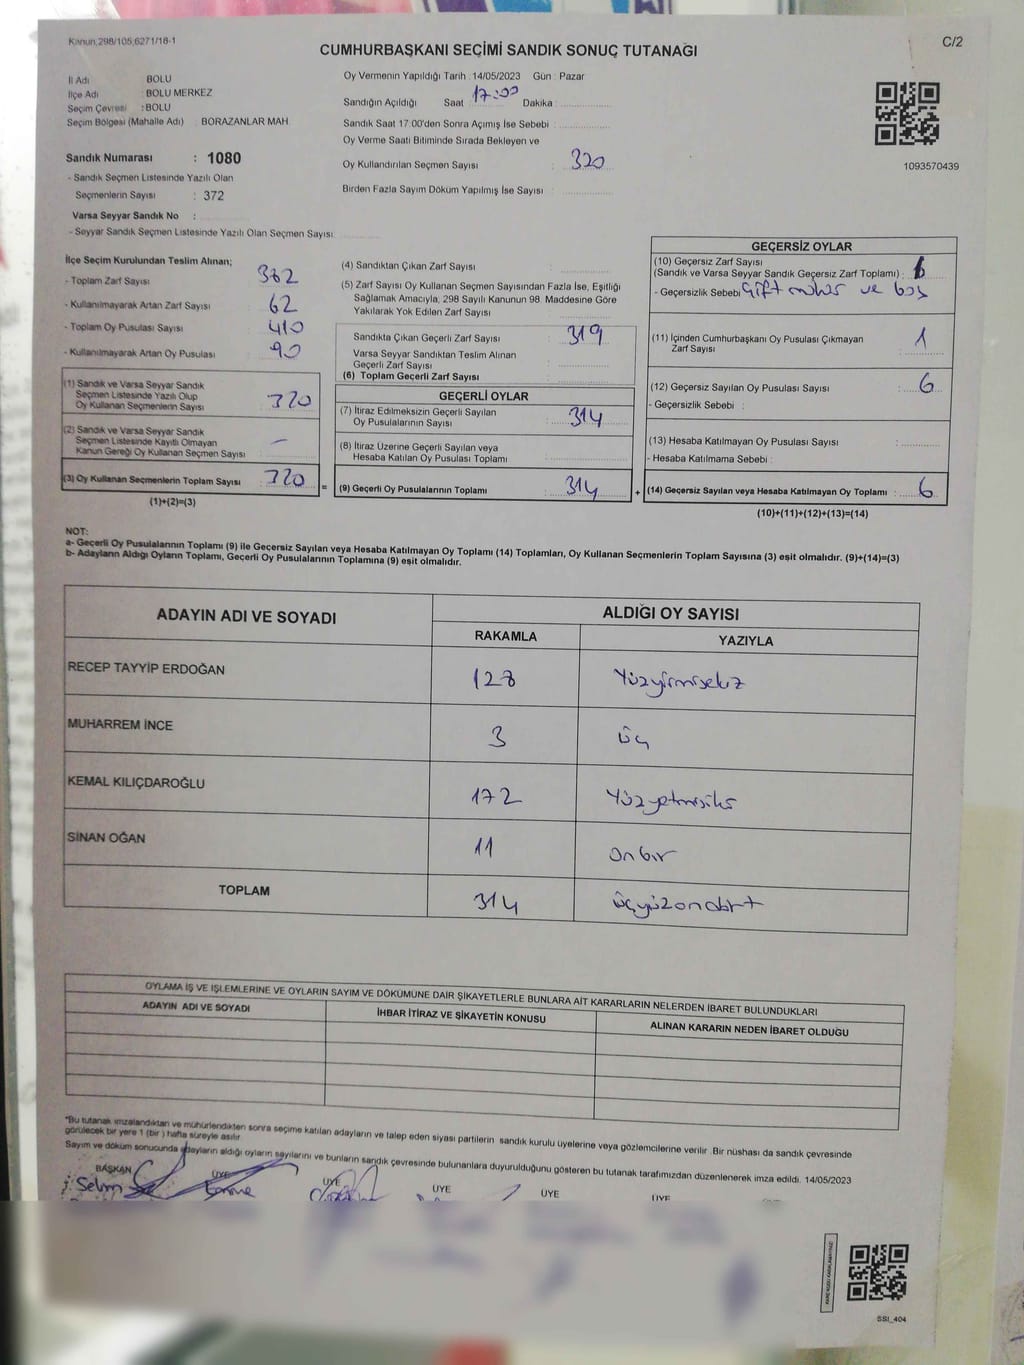 Kanun,298/105,6271/16-1
C/2
CUMHURBAŞKANI SEÇİMİ SANDIK SONUÇ TUTANAĞI
İl Adı BOLU
İlçe Adı : BOLU MERKEZ
Seçim Çevresi : BOLU
Seçim Bölgesi (Mahalle Adı) : BORAZANLAR MAH.
Sandık Numarası : 1080
- Sandık Seçmen Listesinde Yazılı Olan
Seçmenlerin Sayısı : 372
Varsa Seyyar Sandık No :
- Seyyar Sandık Seçmen Listesinde Yazılı Olan Seçmen Sayısı:
Oy Vermenin Yapıldığı Tarih : 14/05/2023 Gün : Pazar
Sandığın Açıldığı Saat 17:00 Dakika :
Sandık Saat 17.00'den Sonra Açımış İse Sebebi :
Oy Verme Saati Bitiminde Sırada Bekleyen ve
Oy Kullandırılan Seçmen Sayısı : 320
Birden Fazla Sayım Döküm Yapılmış İse Sayısı :
1093570439
İlçe Seçim Kurulundan Teslim Alınan;
- Toplam Zarf Sayısı : 382
- Kullanılmayarak Artan Zarf Sayısı : 62
- Toplam Oy Pusulası Sayısı : 410
- Kullanılmayarak Artan Oy Pusulası : 90
(1) Sandık ve Varsa Seyyar Sandık
Seçmen Listesinde Yazılı Olup
Oy Kullanan Seçmenlerin Sayısı : 320
(2) Sandık ve Varsa Seyyar Sandık
Seçmen Listesinde Kayıtlı Olmayan
Kanun Gereği Oy Kullanan Seçmen Sayısı : –
(3) Oy Kullanan Seçmenlerin Toplam Sayısı : 320 =
(1)+(2)=(3)
(4) Sandıktan Çıkan Zarf Sayısı :
(5) Zarf Sayısı Oy Kullanan Seçmen Sayısından Fazla İse, Eşitliği
Sağlamak Amacıyla, 298 Sayılı Kanunun 98. Maddesine Göre
Yakılarak Yok Edilen Zarf Sayısı :
Sandıkta Çıkan Geçerli Zarf Sayısı : 319
Varsa Seyyar Sandıktan Teslim Alınan
Geçerli Zarf Sayısı :
(6) Toplam Geçerli Zarf Sayısı :
GEÇERLİ OYLAR
(7) İtiraz Edilmeksizin Geçerli Sayılan
Oy Pusulalarının Sayısı : 314
(8) İtiraz Üzerine Geçerli Sayılan veya
Hesaba Katılan Oy Pusulası Toplamı :
(9) Geçerli Oy Pusulalarının Toplamı : 314 +
GEÇERSİZ OYLAR
(10) Geçersiz Zarf Sayısı
(Sandık ve Varsa Seyyar Sandık Geçersiz Zarf Toplamı) :
- Geçersizlik Sebebi Çift mühür ve boş
(11) İçinden Cumhurbaşkanı Oy Pusulası Çıkmayan
Zarf Sayısı : 1
(12) Geçersiz Sayılan Oy Pusulası Sayısı : 6
- Geçersizlik Sebebi :
(13) Hesaba Katılmayan Oy Pusulası Sayısı :
- Hesaba Katılmama Sebebi :
(14) Geçersiz Sayılan veya Hesaba Katılmayan Oy Toplamı : 6
(10)+(11)+(12)+(13)=(14)
NOT:
a- Geçerli Oy Pusulalarının Toplamı (9) ile Geçersiz Sayılan veya Hesaba Katılmayan Oy Toplamı (14) Toplamları, Oy Kullanan Seçmenlerin Toplam Sayısına (3) eşit olmalıdır. (9)+(14)=(3)
b- Adayların Aldığı Oyların Toplamı, Geçerli Oy Pusulalarının Toplamına (9) eşit olmalıdır.
ADAYIN ADI VE SOYADI ALDIĞI OY SAYISI
RAKAMLA YAZIYLA
RECEP TAYYİP ERDOĞAN 128 Yüzyirmisekiz
MUHARREM İNCE 3 üç
KEMAL KILIÇDAROĞLU 172 Yüzyetmişiki
SİNAN OĞAN 11 onbir
TOPLAM 314 üçyüzondört
OYLAMA İŞ VE İŞLEMLERİNE VE OYLARIN SAYIM VE DÖKÜMÜNE DAİR ŞİKAYETLERLE BUNLARA AİT KARARLARIN NELERDEN İBARET BULUNDUKLARI
ADAYIN ADI VE SOYADI İHBAR İTİRAZ VE ŞİKAYETİN KONUSU ALINAN KARARIN NEDEN İBARET OLDUĞU
*Bu tutanak imzalandıktan ve mühürlendikten sonra seçime katılan adayların ve talep eden siyasi partilerin sandık kurulu üyelerine veya gözlemcilerine verilir. Bir nüshası da sandık çevresinde
görülecek bir yere 1 (bir) hafta süreyle asılır.
Sayım ve döküm sonucunda adayların aldığı oyların sayılarını ve bunların sandık çevresinde bulunanlara duyurulduğunu gösteren bu tutanak tarafımızdan düzenlenerek imza edildi. 14/05/2023
BAŞKAN ÜYE ÜYE ÜYE ÜYE ÜYE
Selim
SSİ_404